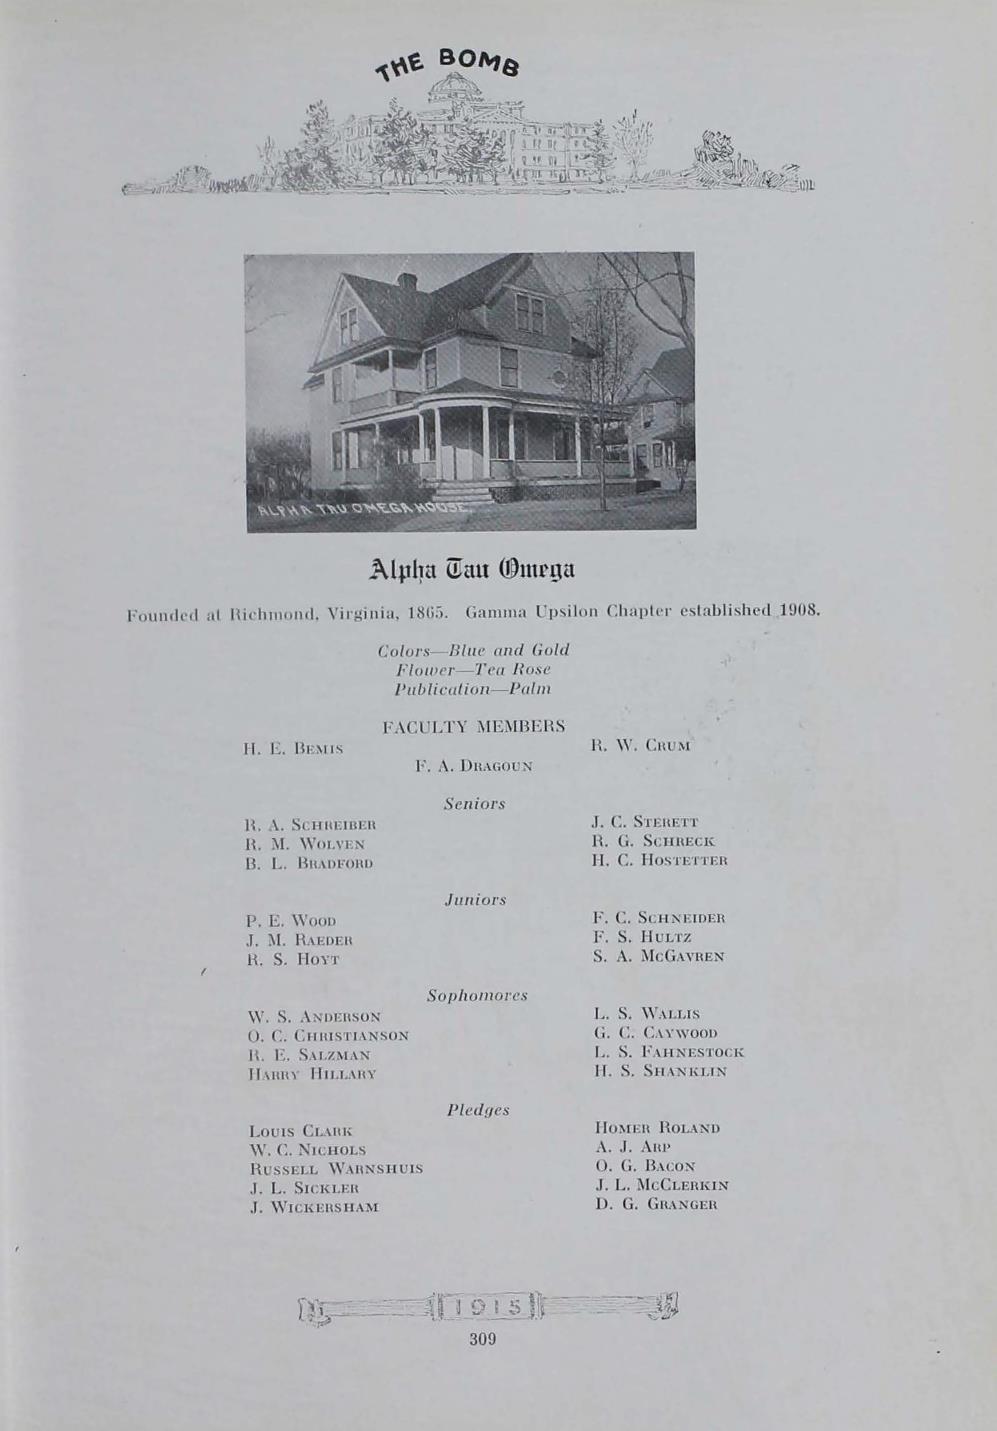 THE BOMB
ALPHA TAU OMEGA HOUSE.
Alpha Tau Omega
Founded at Richmond, Virginia, 1865. Gamma Upsilon Chapter established 1908.
Colors—Blue and Gold
Flower—Tea Rose
Publication—Palm
FACULTY MEMBERS
H. E. BEMIS R. W. CRUM
F. A. DRAGOUN
Seniors
R. A. SCHREIBER J. C. STERETT
R. M. WOLVEN R. G. SCHRECK
B. L. BRADFORD H. C. HOSTETTER
Juniors
P. E. WOOD F. C. SCHNEIDER
J. M. RAEDER F. S. HULTZ
R. S. HOYT S. A. MCGAVREN
Sophomores
W. S. ANDERSON L. S. WALLIS
O. C. CHRISTIANSON G. C. CAYWOOD
R. E. SALZMAN L. S. FAHNESTOCK
HARRY HILLARY H. S. SHANKLIN
Pledges
LOUIS CLARK HOMER ROLAND
W. C. NICHOLS A. J. ARP
RUSSELL WARNSHUIS O. G. BACON
J. L. SICKLER J. L. MCCLERKIN
J. WICKERSHAM D. G. GRANGER
1915
309